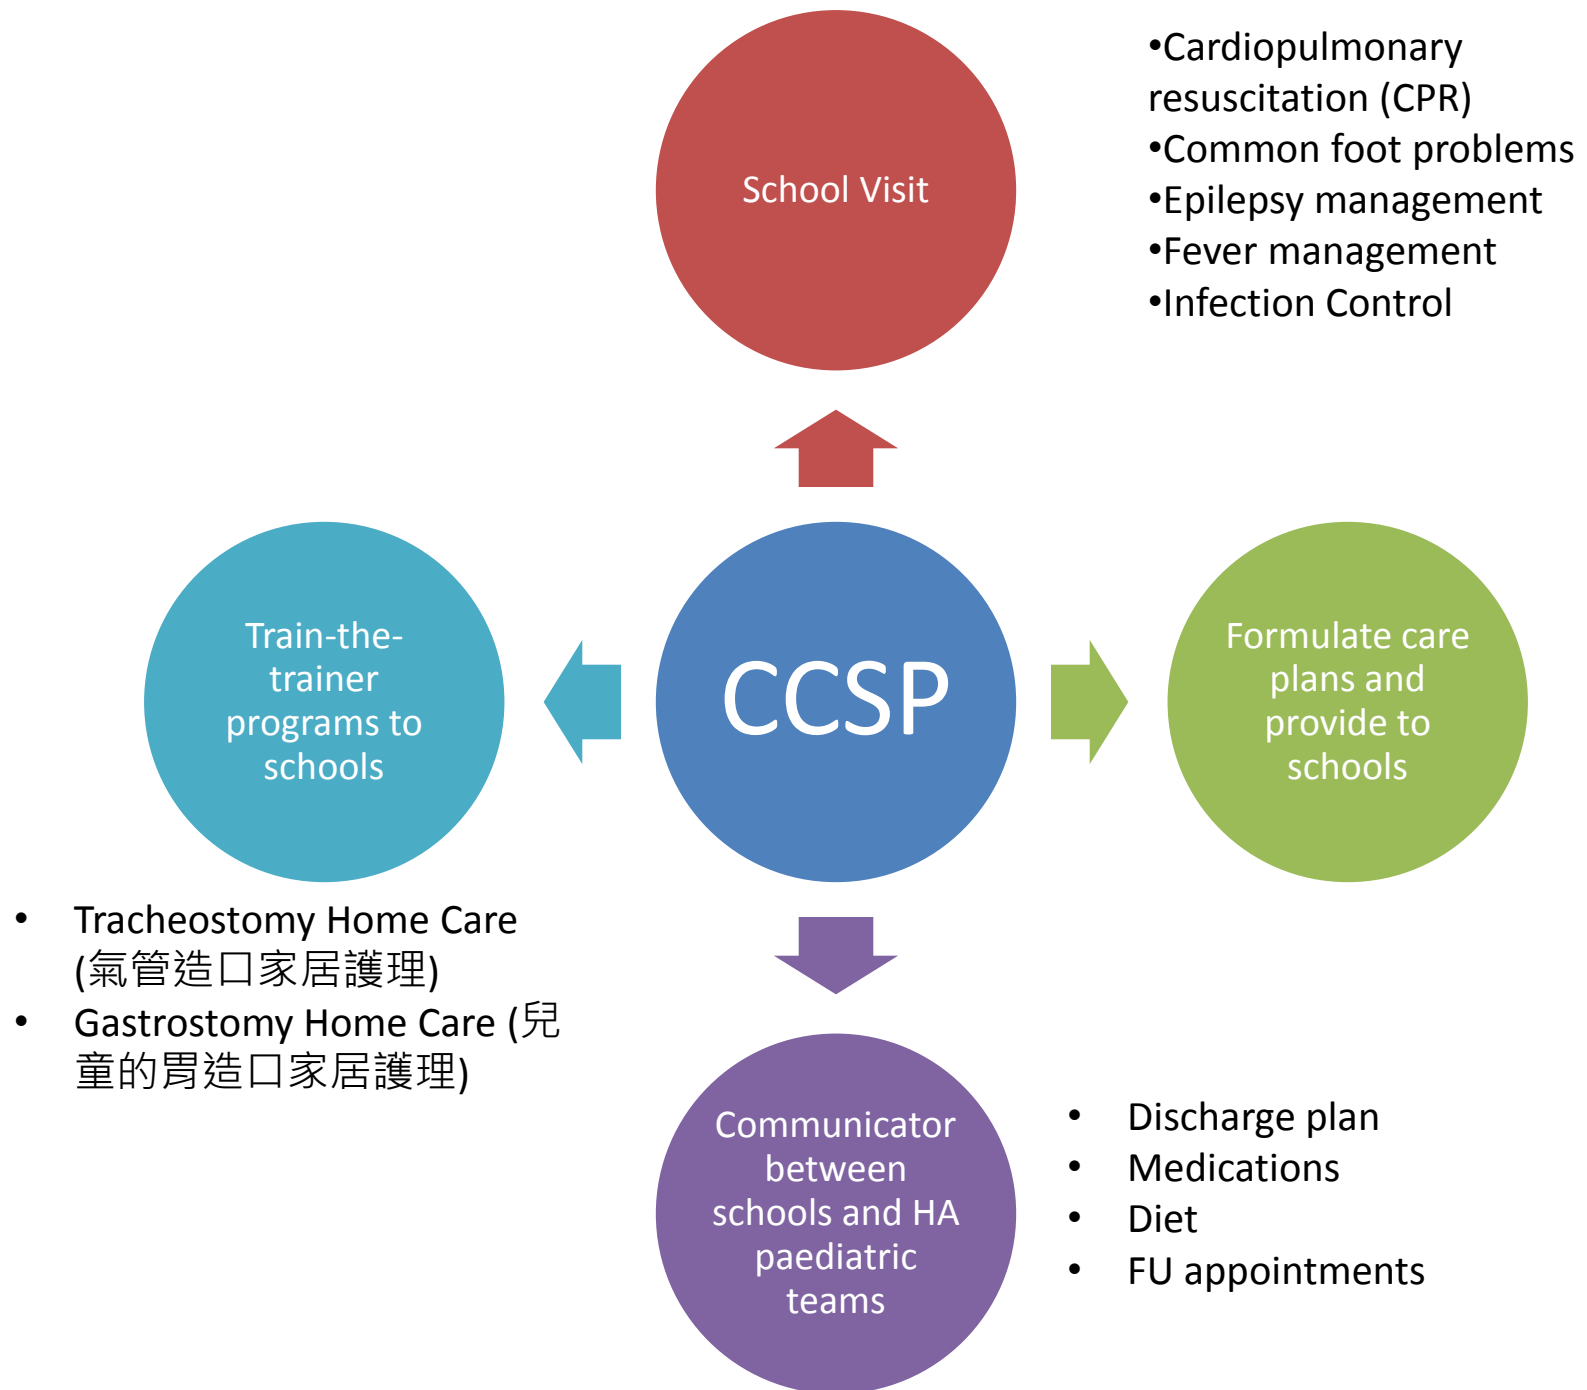 School Visit
•Cardiopulmonary
resuscitation (CPR)
•Common foot problems
•Epilepsy management
•Fever management
•Infection Control
Train-the-
trainer
programs to
schools
CCSP
Formulate care
plans and
provide to
schools
• Tracheostomy Home Care
(氣管造口家居護理)
• Gastrostomy Home Care (兒
童的胃造口家居護理)
Communicator
between
schools and HA
paediatric
teams
• Discharge plan
• Medications
• Diet
• FU appointments